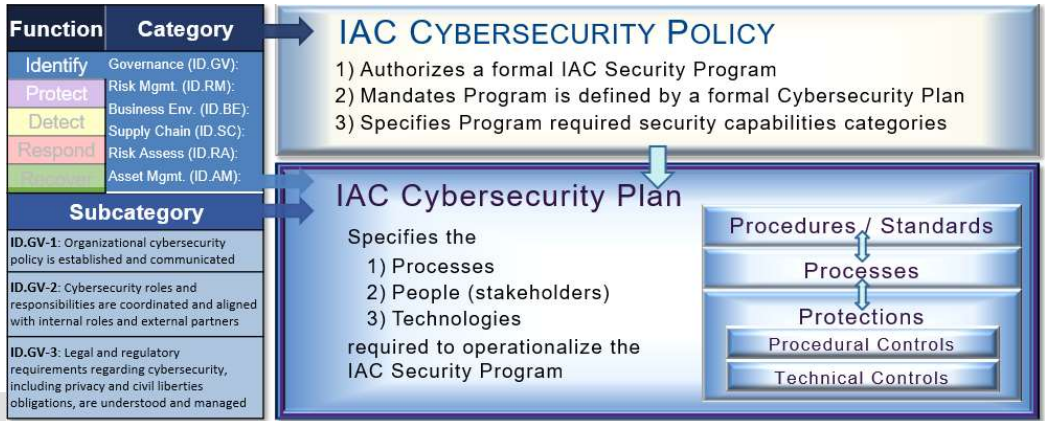 Function Category
Identify
Protect
Detect
Respond
Recover
Governance (ID.GV):
Risk Mgmt. (ID.RM):
Business Env. (ID.BE):
Supply Chain (ID.SC):
Risk Assess (ID.RA):
Asset Mgmt. (ID.AM):
Subcategory
ID.GV-1: Organizational cybersecurity
policy is established and communicated
ID.GV-2: Cybersecurity roles and
responsibilities are coordinated and aligned
with internal roles and external partners
ID.GV-3: Legal and regulatory
requirements regarding cybersecurity,
including privacy and civil liberties
obligations, are understood and managed
IAC CYBERSECURITY POLICY
1) Authorizes a formal IAC Security Program
2) Mandates Program is defined by a formal Cybersecurity Plan
3) Specifies Program required security capabilities categories
IAC Cybersecurity Plan
Specifies the
1) Processes
2) People (stakeholders)
3) Technologies
required to operationalize the
IAC Security Program
Procedures / Standards
Processes
Protections
Procedural Controls
Technical Controls